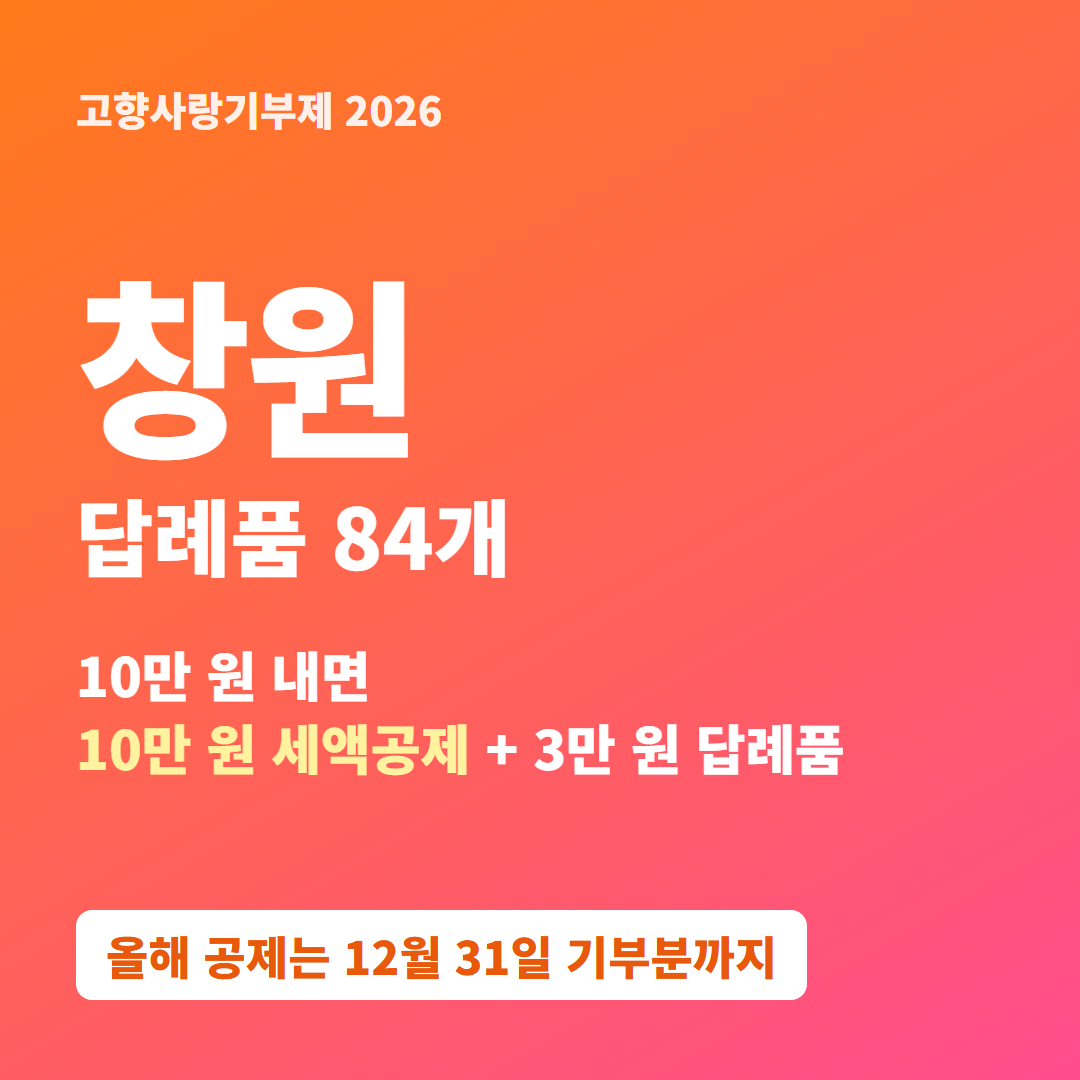 고향사랑기부제 2026
창원
답례품 84개
10만 원 내면
10만 원 세액공제 + 3만 원 답례품
올해 공제는 12월 31일 기부분까지